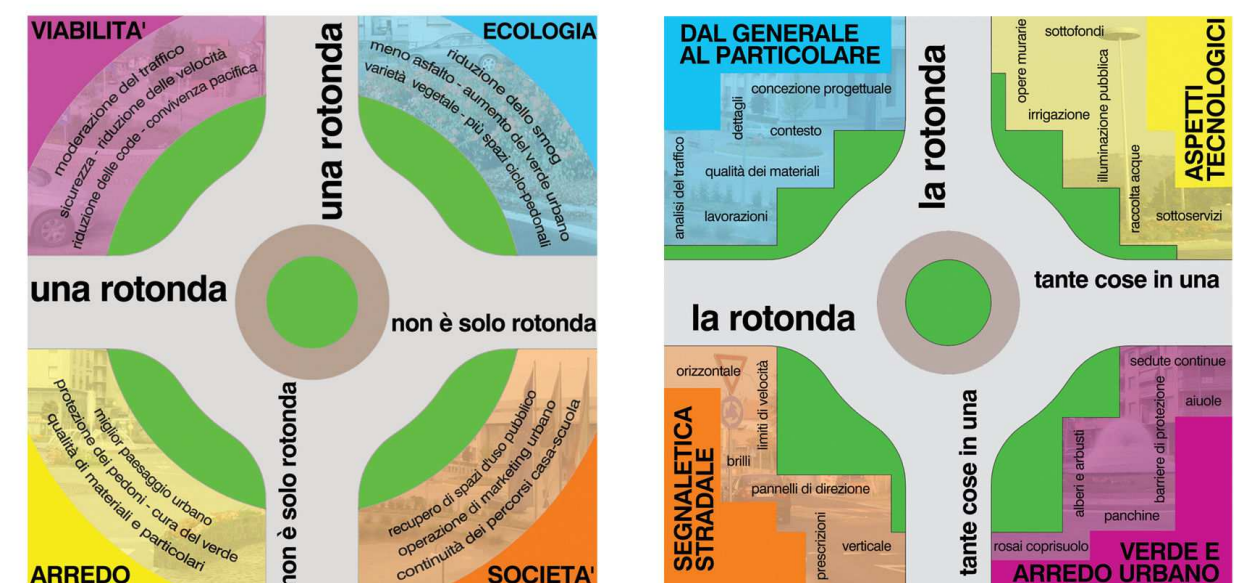 VIABILITA'
moderazione del traffico
sicurezza - riduzione delle velocità
riduzione delle code - convivenza pacifica
una rotonda
ECOLOGIA
riduzione dello smog
meno asfalto - aumento del verde urbano
varietà vegetale - più spazi ciclo-pedonali
una rotonda
non è solo rotonda
miglior paesaggio urbano
protezione dei pedoni - cura del verde
qualità di materiali e particolari
ARREDO
non è solo rotonda
recupero di spazi d'uso pubblico
operazione di marketing urbano
continuità dei percorsi casa-scuola
SOCIETA'
DAL GENERALE
AL PARTICOLARE
concezione progettuale
dettagli
contesto
analisi del traffico
qualità dei materiali
lavorazioni
la rotonda
opere murarie
sottofondi
illuminazione pubblica
irrigazione
raccolta acque
sottoservizi
ASPETTI
TECNOLOGICI
la rotonda
tante cose in una
orizzontale
limiti di velocità
brilli
pannelli di direzione
prescrizioni
verticale
SEGNALETICA
STRADALE
tante cose in una
sedute continue
aiuole
barriere di protezione
alberi e arbusti
panchine
rosai coprisuolo
VERDE E
ARREDO URBANO